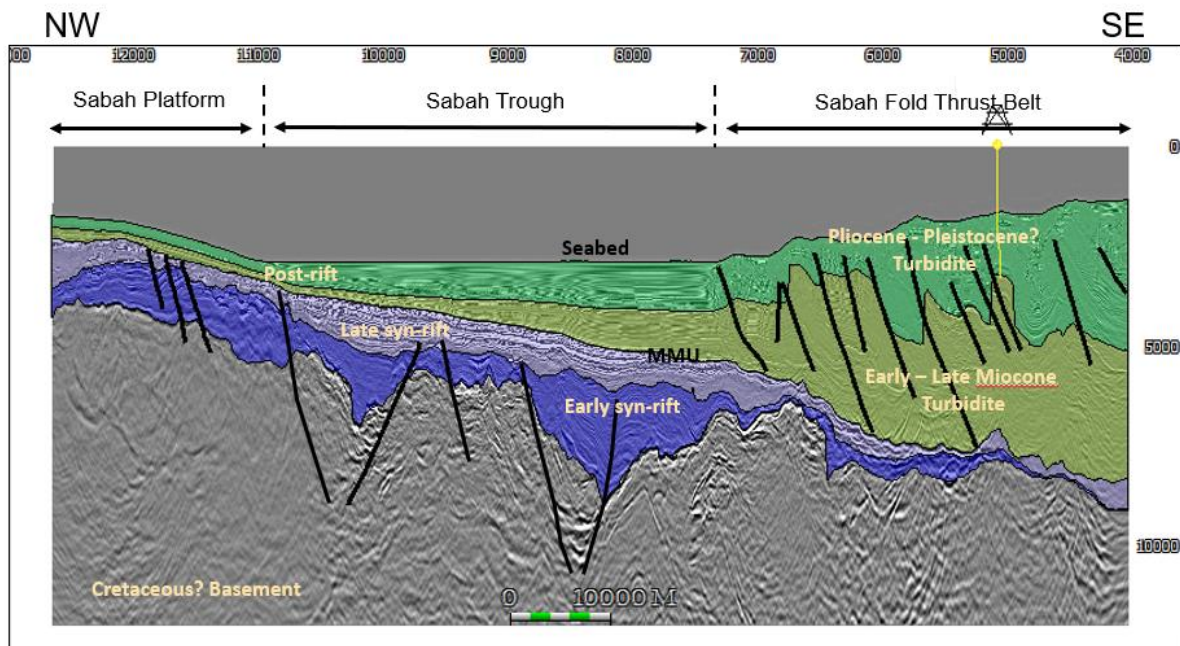 NW
SE
00 12000 11000 10000 9000 8000 7000 6000 5000 4000
Sabah Platform
Sabah Trough
Sabah Fold Thrust Belt
0
Seabed
Pliocene - Pleistocene?
Turbidite
Post-rift
Late syn-rift
MMU
5000
Early – Late Miocone
Turbidite
Early syn-rift
10000
Cretaceous? Basement
0 10000 M